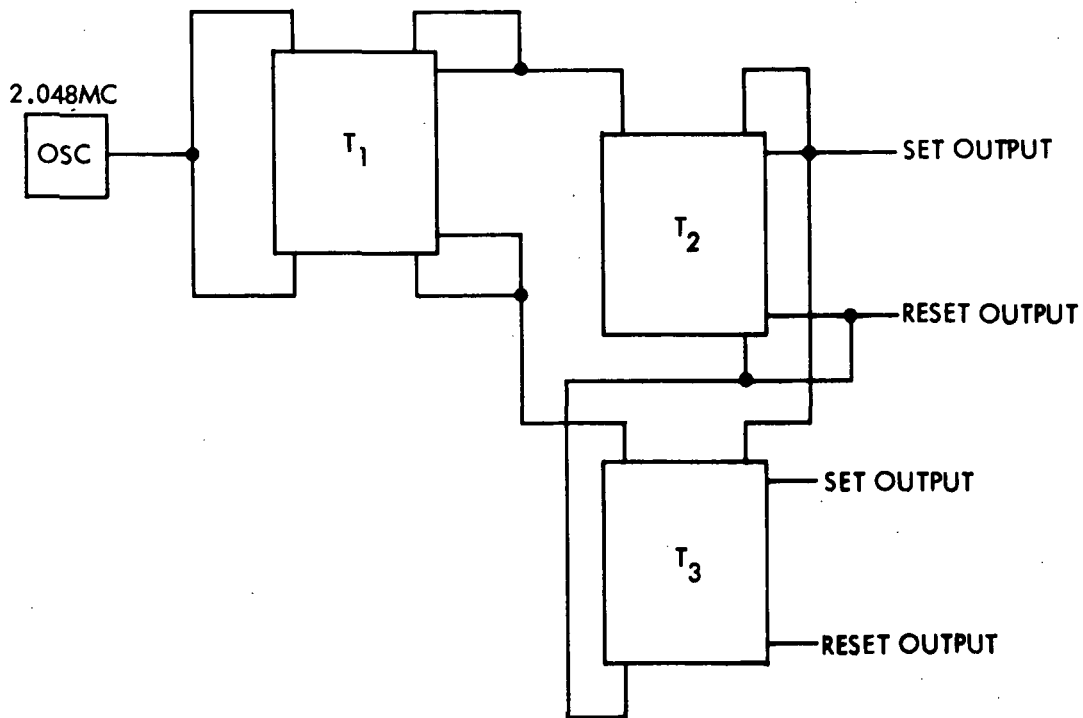 2.048MC
OSC
T1
T2
SET OUTPUT
RESET OUTPUT
T3
SET OUTPUT
RESET OUTPUT